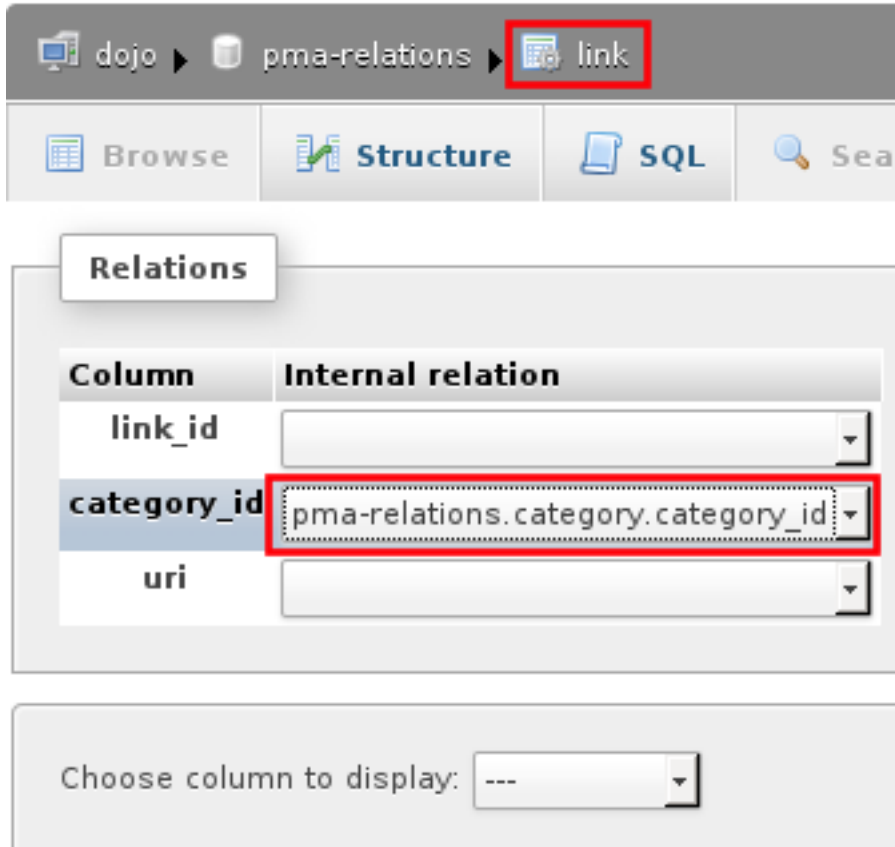 dojo pma-relations link
Browse Structure SQL Sea
Relations
Column Internal relation
link_id
category_id pma-relations.category.category_id
uri
Choose column to display: ---